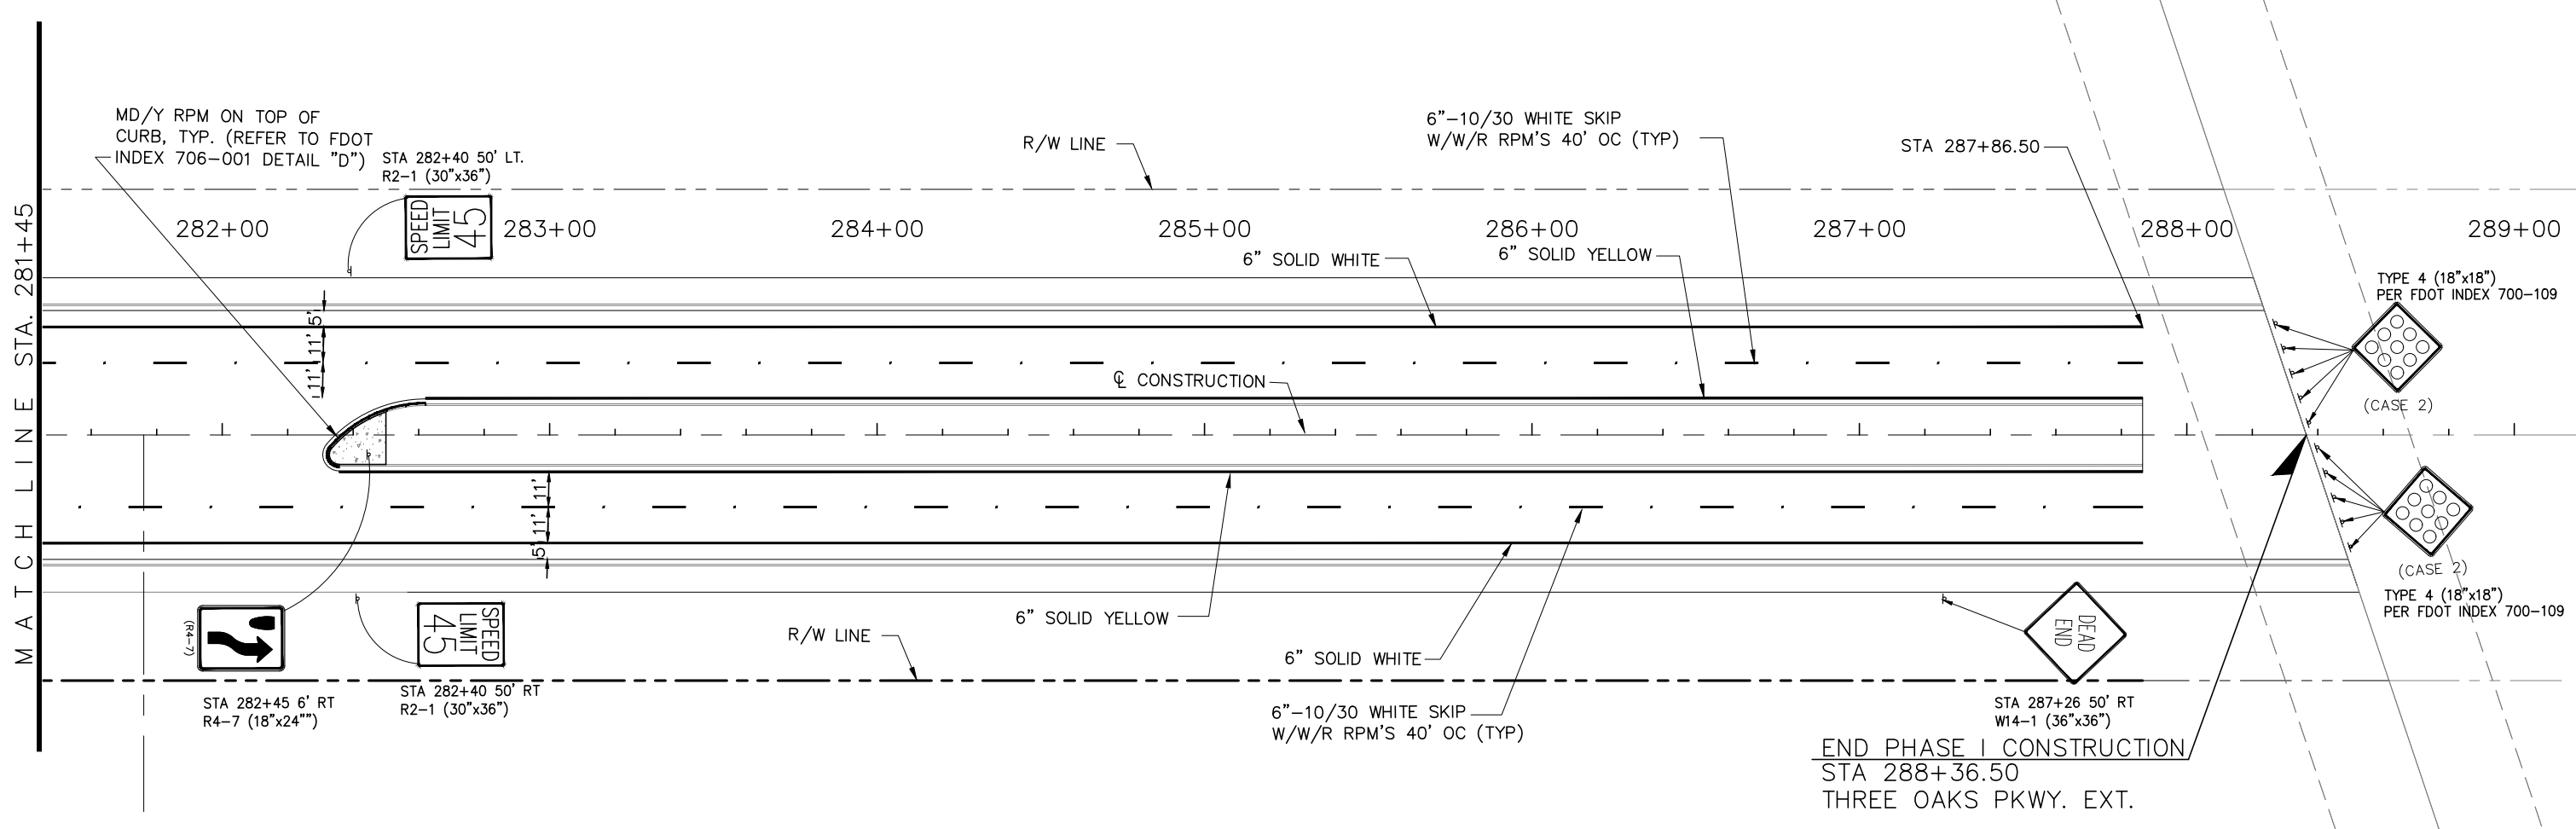 MATCH LINE STA. 281+45
MD/Y RPM ON TOP OF
CURB, TYP. (REFER TO FDOT
INDEX 706-001 DETAIL "D")
STA 282+40 50' LT.
R2-1 (30"x36")
SPEED
LIMIT
45
R/W LINE
6"-10/30 WHITE SKIP
W/W/R RPM'S 40' OC (TYP)
STA 287+86.50
282+00
283+00
284+00
285+00
286+00
287+00
288+00
289+00
6" SOLID WHITE
6" SOLID YELLOW
TYPE 4 (18"x18")
PER FDOT INDEX 700-109
(CASE 2)
5'
11'
11'
℄ CONSTRUCTION
11'
11'
5'
(CASE 2)
TYPE 4 (18"x18")
PER FDOT INDEX 700-109
(R4-7)
STA 282+45 6' RT
R4-7 (18"x24"")
SPEED
LIMIT
45
STA 282+40 50' RT
R2-1 (30"x36")
R/W LINE
6" SOLID YELLOW
6" SOLID WHITE
6"-10/30 WHITE SKIP
W/W/R RPM'S 40' OC (TYP)
DEAD
END
STA 287+26 50' RT
W14-1 (36"x36")
END PHASE I CONSTRUCTION
STA 288+36.50
THREE OAKS PKWY. EXT.